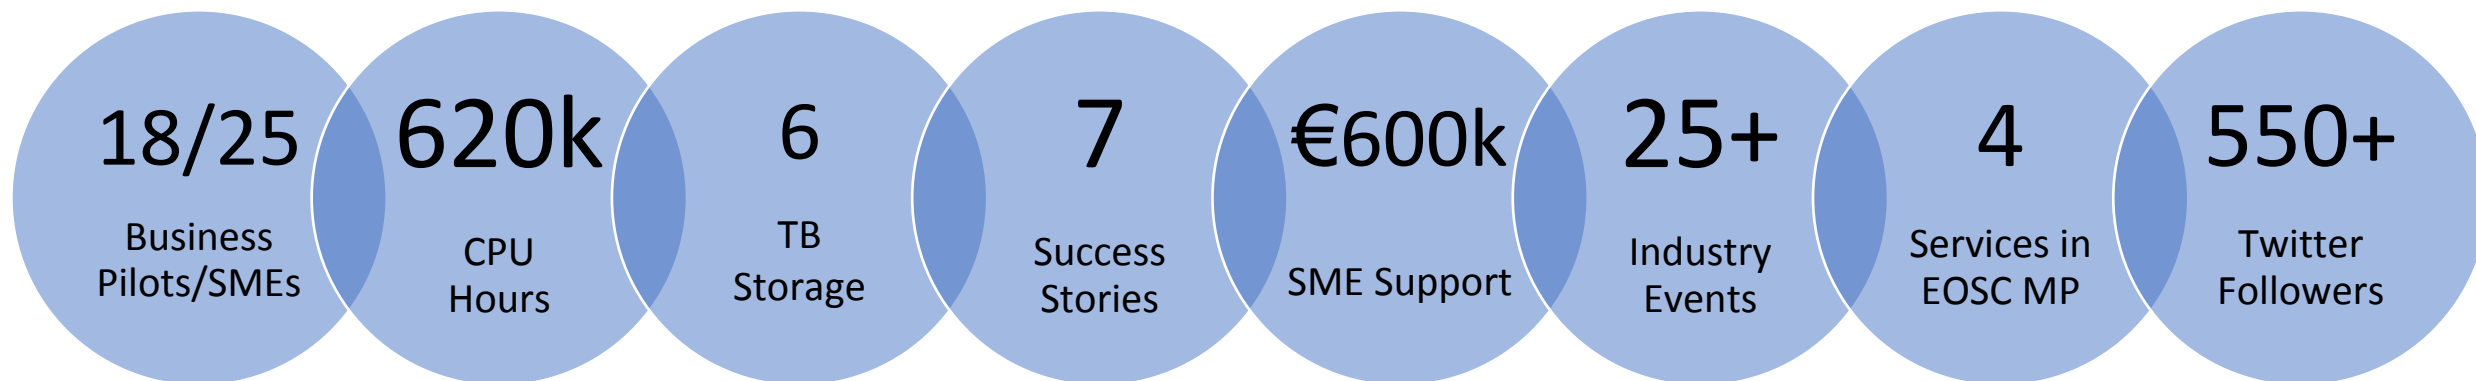 18/25
Business
Pilots/SMEs
620k
CPU
Hours
6
TB
Storage
7
Success
Stories
€600k
SME Support
25+
Industry
Events
4
Services in
EOSC MP
550+
Twitter
Followers